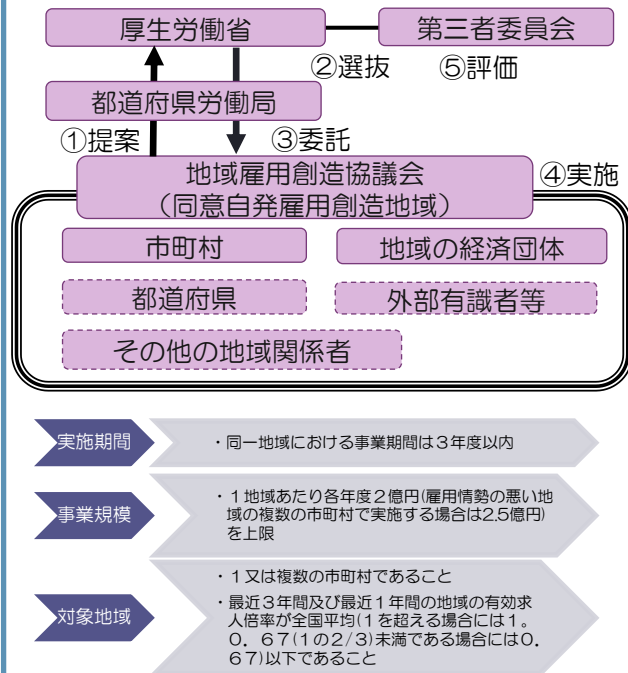 厚生労働省
第三者委員会
②選抜
⑤評価
都道府県労働局
①提案
③委託
地域雇用創造協議会
（同意自発雇用創造地域）
④実施
市町村
地域の経済団体
都道府県
外部有識者等
その他の地域関係者
実施期間
・同一地域における事業期間は３年度以内
事業規模
・１地域あたり各年度２億円(雇用情勢の悪い地
域の複数の市町村で実施する場合は2.5億円)
を上限
対象地域
・１又は複数の市町村であること
・最近３年間及び最近１年間の地域の有効求
人倍率が全国平均(１を超える場合には１。
０．６７(１の２/３)未満である場合には０．
６７)以下であること